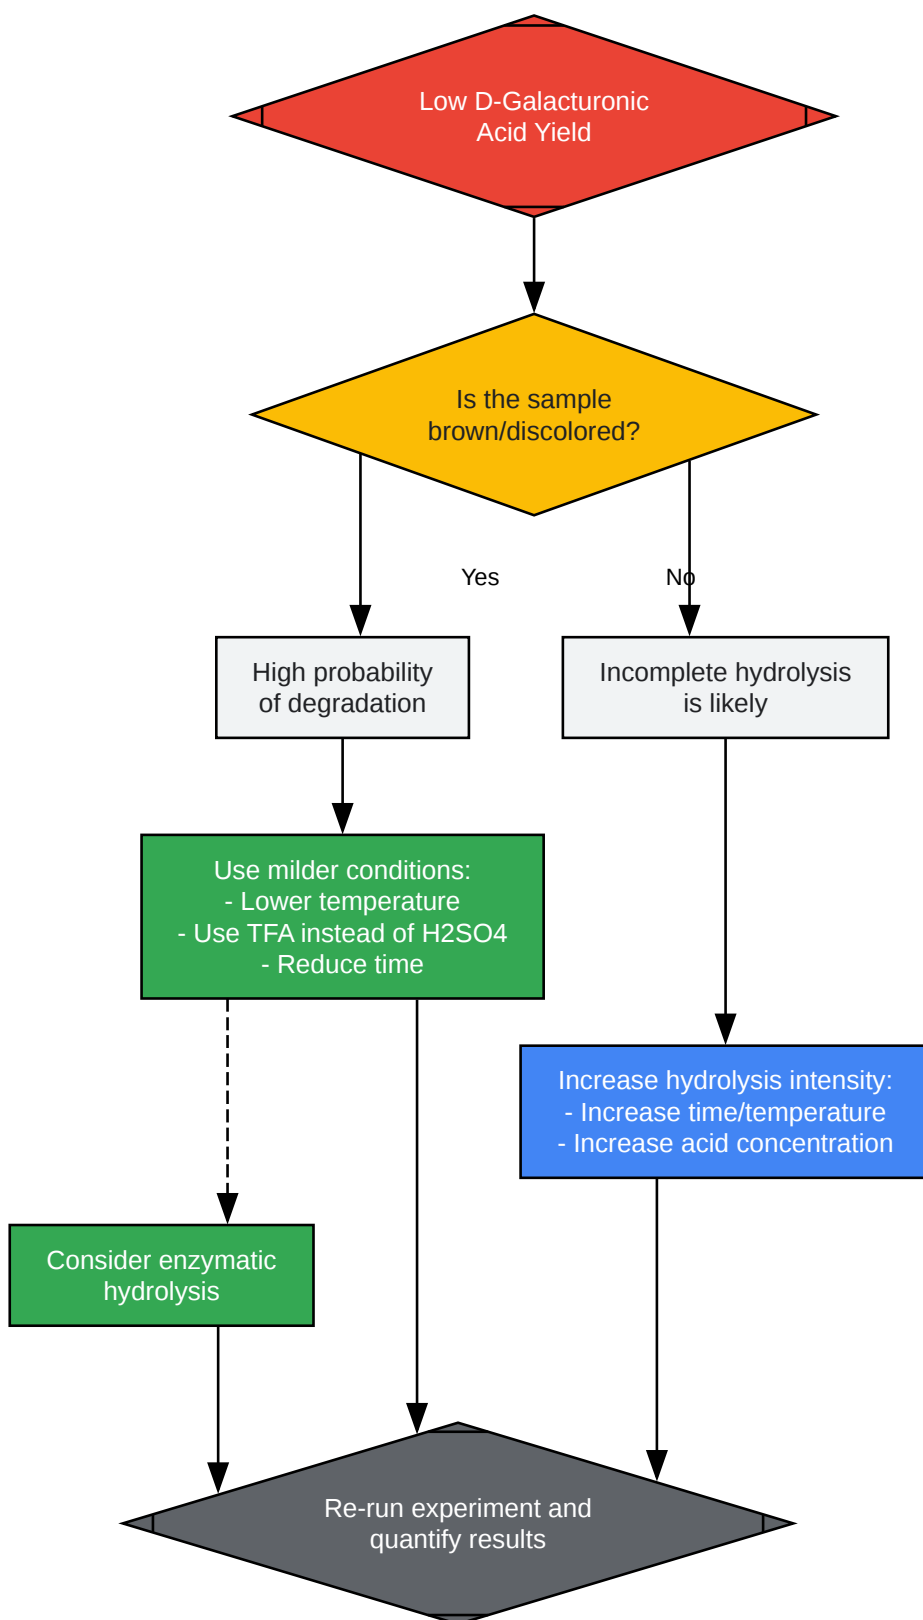 Low D-Galacturonic
Acid Yield
Is the sample
brown/discolored?
Yes
No
High probability
of degradation
Incomplete hydrolysis
is likely
Use milder conditions:
- Lower temperature
- Use TFA instead of H2SO4
- Reduce time
Increase hydrolysis intensity:
- Increase time/temperature
- Increase acid concentration
Consider enzymatic
hydrolysis
Re-run experiment and
quantify results